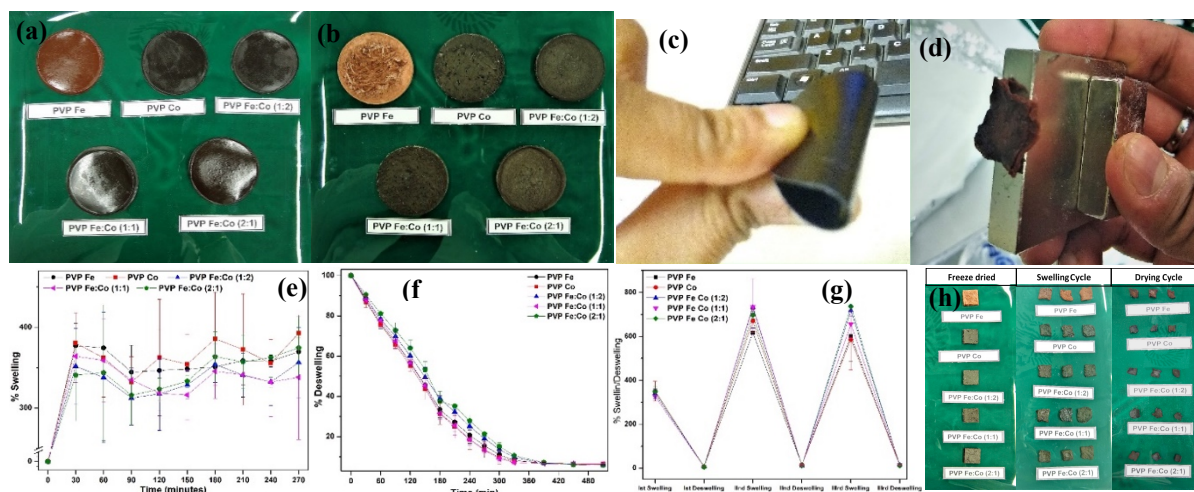 (a)
PVP Fe
PVP Co
PVP Fe:Co (1:2)
PVP Fe:Co (1:1)
PVP Fe:Co (2:1)
(b)
PVP Fe
PVP Co
PVP Fe:Co (1:2)
PVP Fe:Co (1:1)
PVP Fe:Co (2:1)
(c)
(d)
PVP Fe PVP Co PVP Fe:Co (1:2)
PVP Fe:Co (1:1) PVP Fe:Co (2:1)
(e)
% Swelling
400
300
0
0 30 60 90 120 150 180 210 240 270
Time (minutes)
(f)
PVP Fe
PVP Co
PVP Fe:Co (1:2)
PVP Fe:Co (1:1)
PVP Fe:Co (2:1)
% Deswelling
100
80
60
40
20
0 60 120 180 240 300 360 420 480
Time (min)
(g)
PVP Fe
PVP Co
PVP Fe Co (1:2)
PVP Fe Co (1:1)
PVP Fe Co (2:1)
% Swellin/Deswelling
800
600
400
200
0
Ist Swelling Ist Deswelling IInd Swelling IInd Deswelling IIIrd Swelling IIIrd Deswelling
(h)
Freeze dried Swelling Cycle Drying Cycle
PVP Fe PVP Fe PVP Fe
PVP Co PVP Co PVP Co
PVP Fe:Co (1:2) PVP Fe:Co (1:2) PVP Fe:Co (1:2)
PVP Fe:Co (1:1) PVP Fe:Co (1:1) PVP Fe:Co (1:1)
PVP Fe:Co (2:1) PVP Fe:Co (2:1) PVP Fe:Co (2:1)